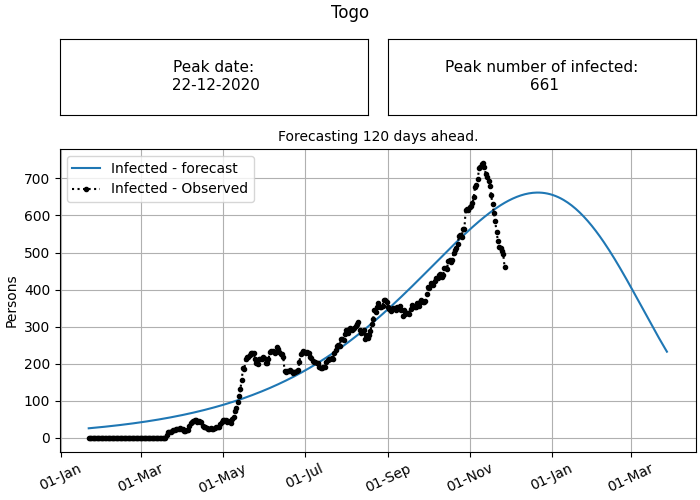 Togo
Peak date:
22-12-2020
Peak number of infected:
661
Forecasting 120 days ahead.
Infected - forecast
Infected - Observed
Persons
700
600
500
400
300
200
100
0
01-Jan
01-Mar
01-May
01-Jul
01-Sep
01-Nov
01-Jan
01-Mar